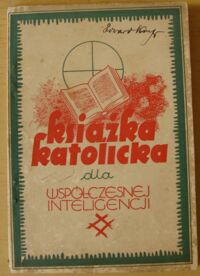 książka
katolicka
dla
WSPÓŁCZESNEJ
INTELIGENCJI